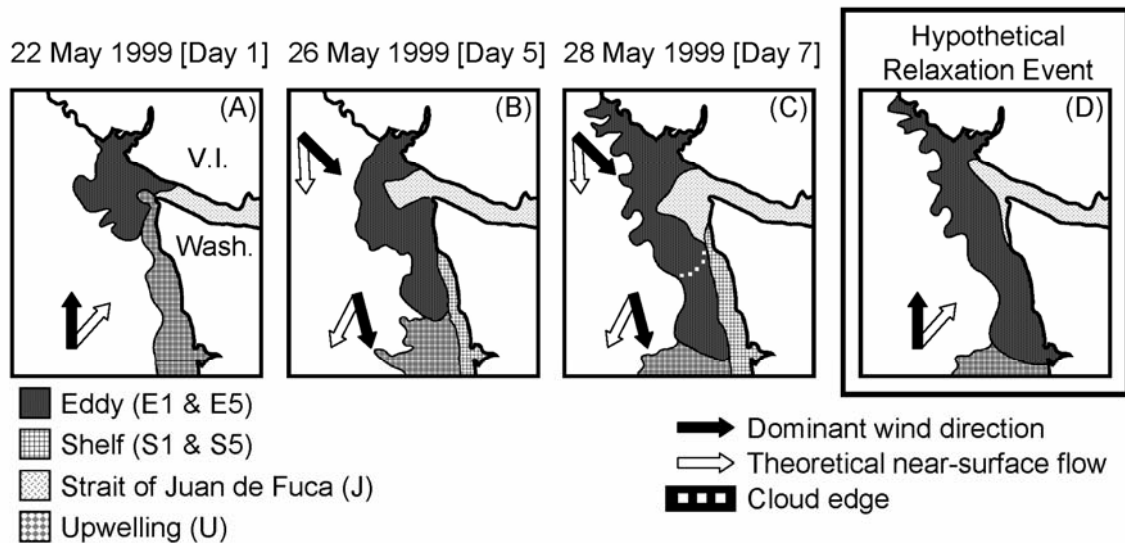 22 May 1999 [Day 1]
26 May 1999 [Day 5]
28 May 1999 [Day 7]
Hypothetical
Relaxation Event
(A)
V.I.
Wash.
(B)
(C)
(D)
Eddy (E1 & E5)
Shelf (S1 & S5)
Strait of Juan de Fuca (J)
Upwelling (U)
Dominant wind direction
Theoretical near-surface flow
Cloud edge